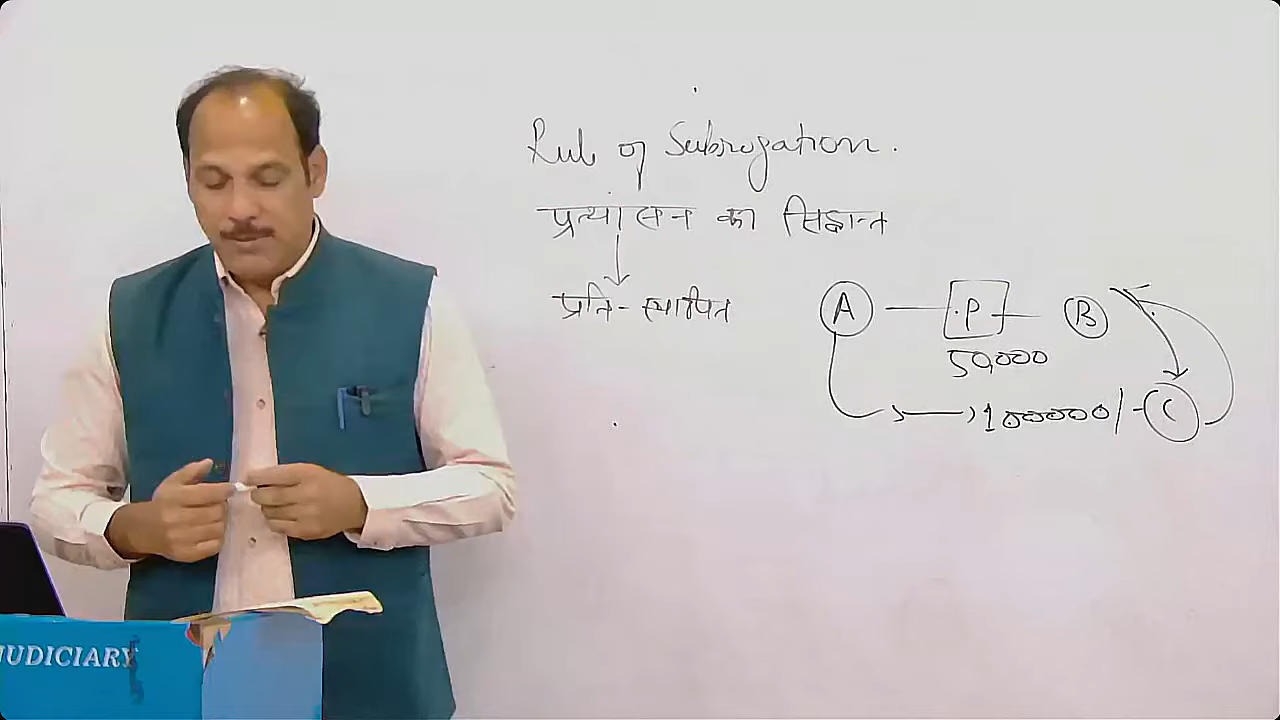 Rule of Subrogation.
प्रत्यासन का सिद्धान्त
प्रति-स्थापित
A P B
50,000
100000/- C
JUDICIARY